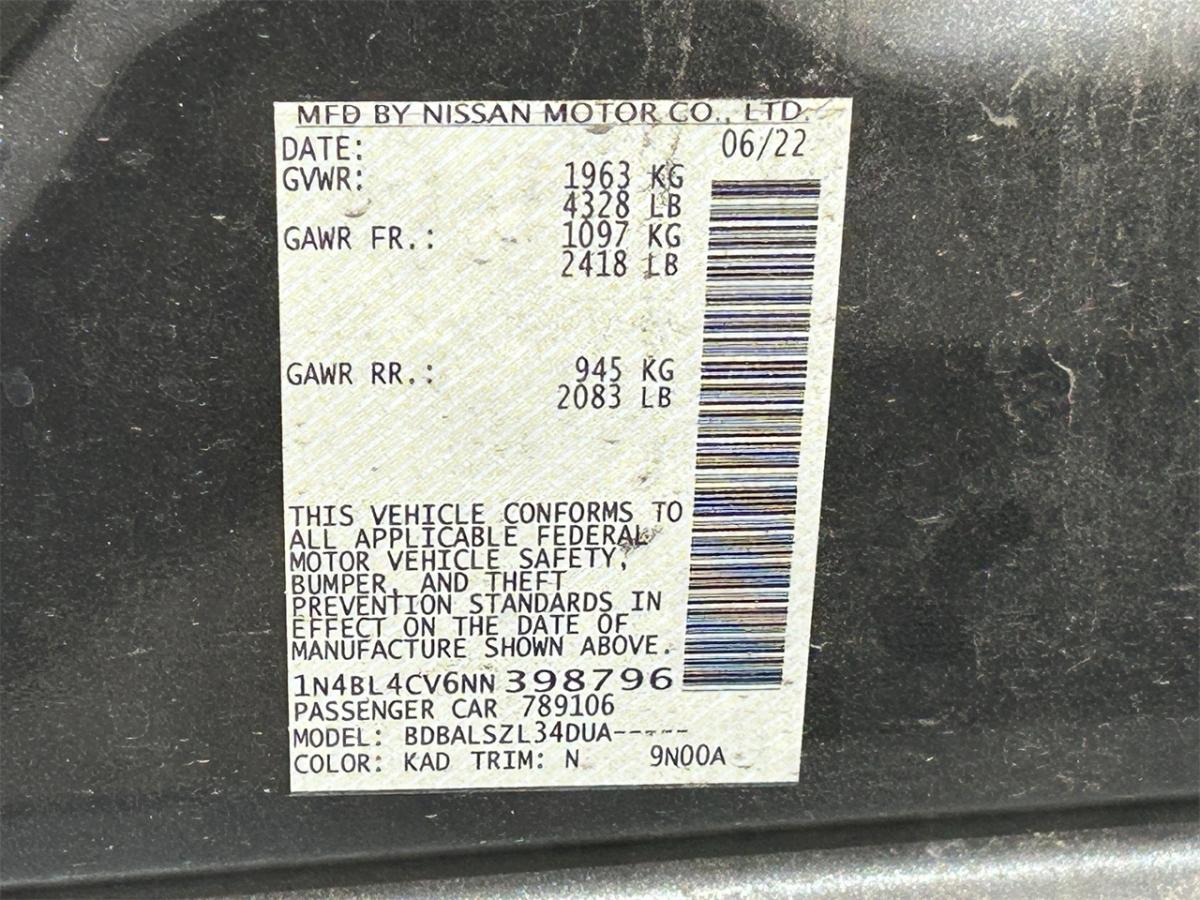 MFD BY NISSAN MOTOR CO., LTD.
DATE: 06/22
GVWR: 1963 KG
4328 LB
GAWR FR.: 1097 KG
2418 LB
GAWR RR.: 945 KG
2083 LB
THIS VEHICLE CONFORMS TO
ALL APPLICABLE FEDERAL
MOTOR VEHICLE SAFETY,
BUMPER, AND THEFT
PREVENTION STANDARDS IN
EFFECT ON THE DATE OF
MANUFACTURE SHOWN ABOVE.
1N4BL4CV6NN398796
PASSENGER CAR 789106
MODEL: BDBALSZL34DUA-----
COLOR: KAD TRIM: N 9N00A